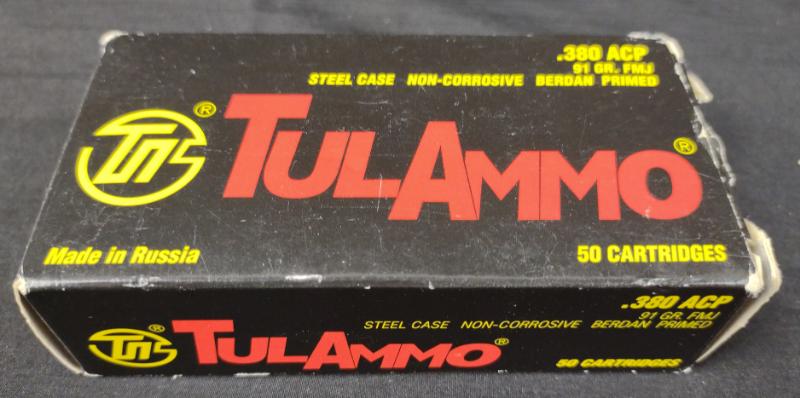 .380 ACP
91 GR. FMJ
STEEL CASE NON-CORROSIVE BERDAN PRIMED
®
TULAMMO®
Made in Russia
50 CARTRIDGES
.380 ACP
91 GR. FMJ
STEEL CASE NON-CORROSIVE BERDAN PRIMED
®
TULAMMO®
50 CARTRIDGES